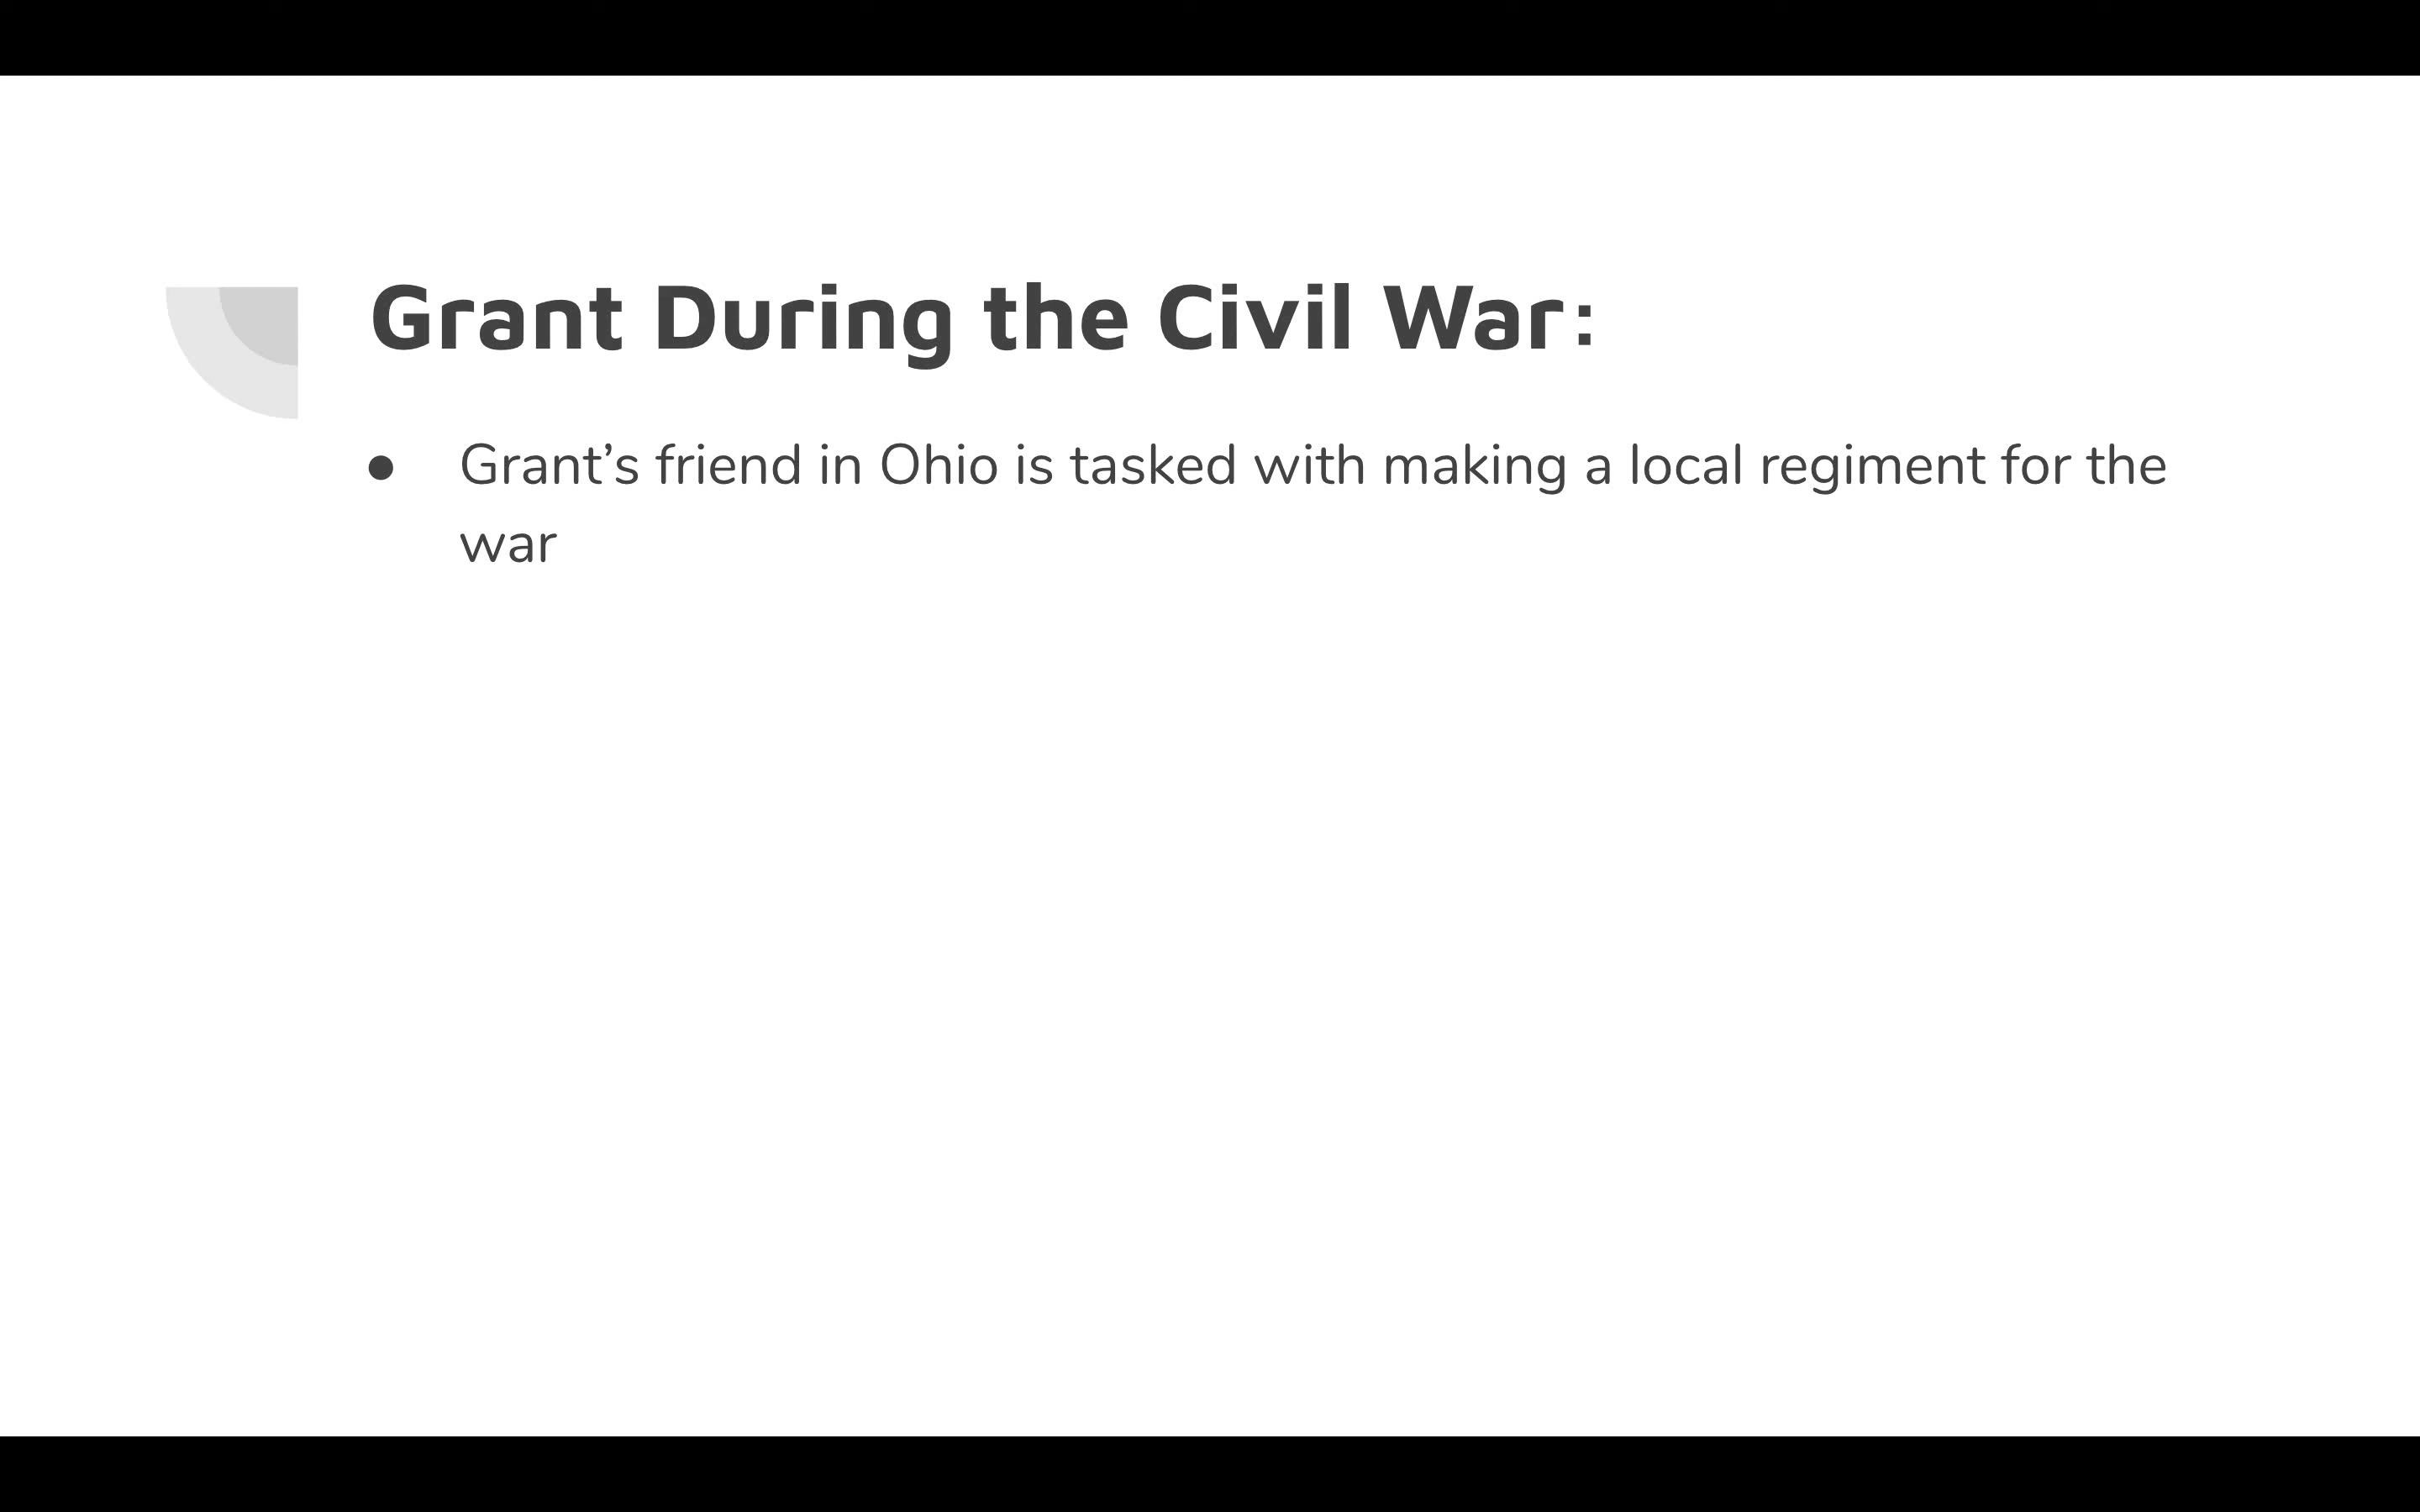 Grant During the Civil War:
● Grant's friend in Ohio is tasked with making a local regiment for the
war